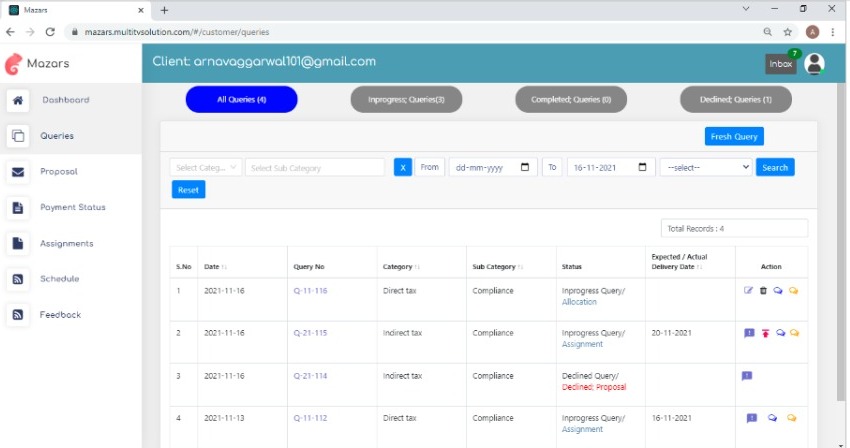 Mazars
mazars.multitvsolution.com/#/customer/queries
A
Mazars
Client: arnavaggarwal101@gmail.com
Inbox
7
Dashboard
Queries
Proposal
Payment Status
Assignments
Schedule
Feedback
All Queries (4)
Inprogress; Queries(3)
Completed; Queries (0)
Declined; Queries (1)
Fresh Query
Select Categ...
Select Sub Category
X
From
dd-mm-yyyy
To
16-11-2021
--select--
Search
Reset
Total Records : 4
S.No Date Query No Category Sub Category Status Expected / Actual Delivery Date Action
1 2021-11-16 Q-11-116 Direct tax Compliance Inprogress Query/
Allocation
2 2021-11-16 Q-21-115 Indirect tax Compliance Inprogress Query/ 20-11-2021
Assignment
3 2021-11-16 Q-21-114 Indirect tax Compliance Declined Query/
Declined; Proposal
4 2021-11-13 Q-11-112 Direct tax Compliance Inprogress Query/ 16-11-2021
Assignment